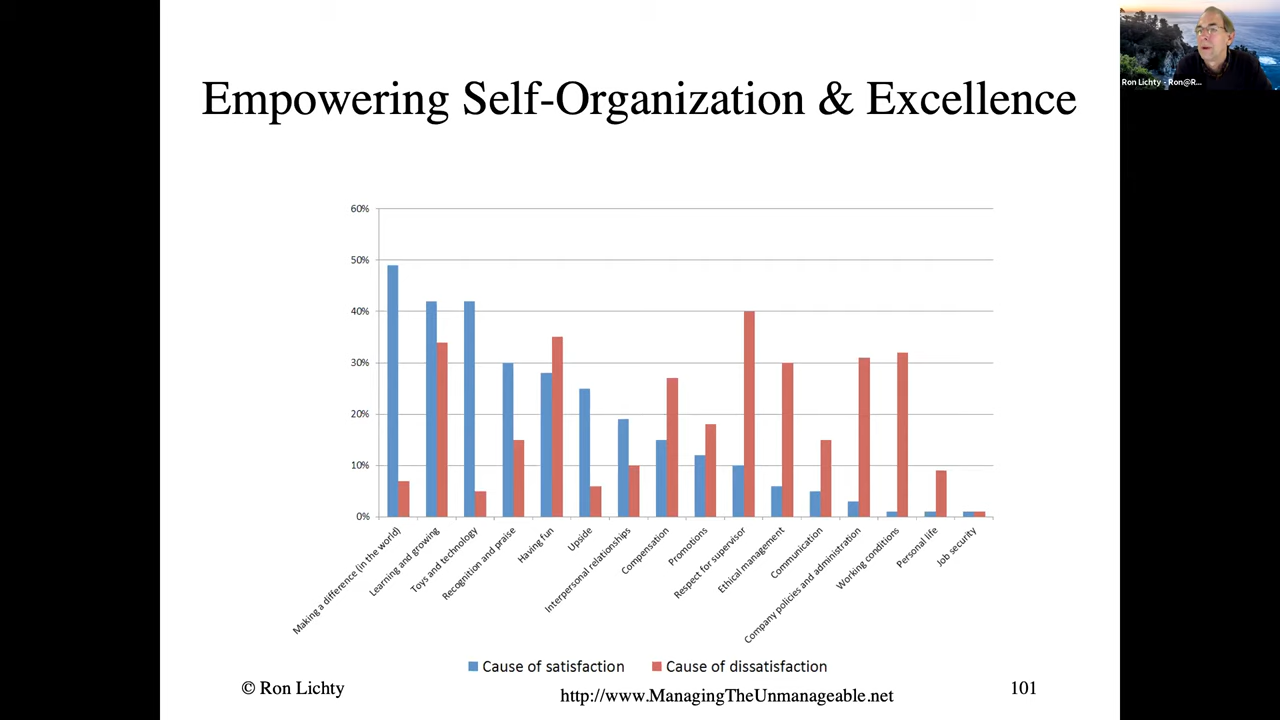 Ron Lichty - Ron@R...
Empowering Self-Organization & Excellence
60%
50%
40%
30%
20%
10%
0%
Making a difference (in the world)
Learning and growing
Toys and technology
Recognition and praise
Having fun
Upside
Interpersonal relationships
Compensation
Promotions
Respect for supervisor
Ethical management
Communication
Company policies and administration
Working conditions
Personal life
Job security
Cause of satisfaction
Cause of dissatisfaction
© Ron Lichty
http://www.ManagingTheUnmanageable.net
101